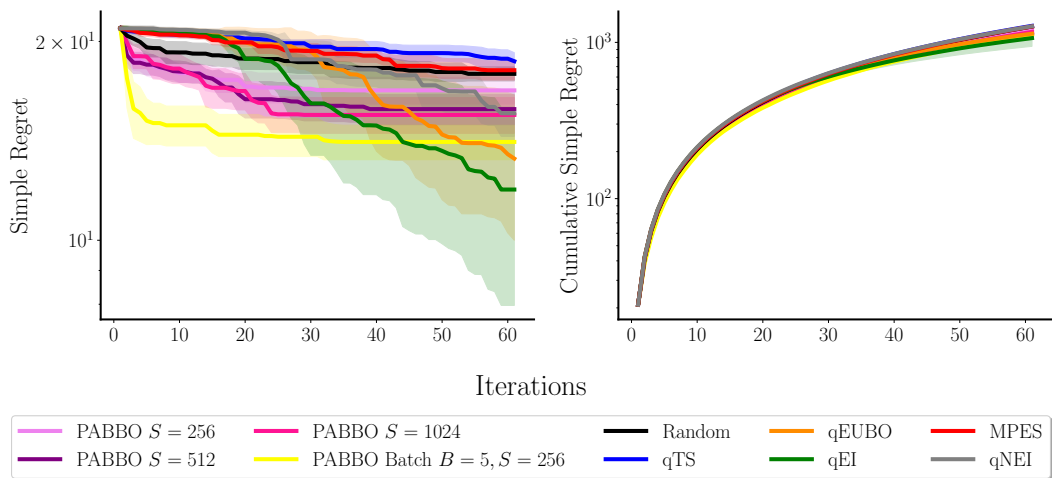 Simple Regret
2 × 10¹
10¹
0 10 20 30 40 50 60
Cumulative Simple Regret
10³
10²
0 10 20 30 40 50 60
Iterations
PABBO S = 256 PABBO S = 1024 Random qEUBO MPES
PABBO S = 512 PABBO Batch B = 5, S = 256 qTS qEI qNEI